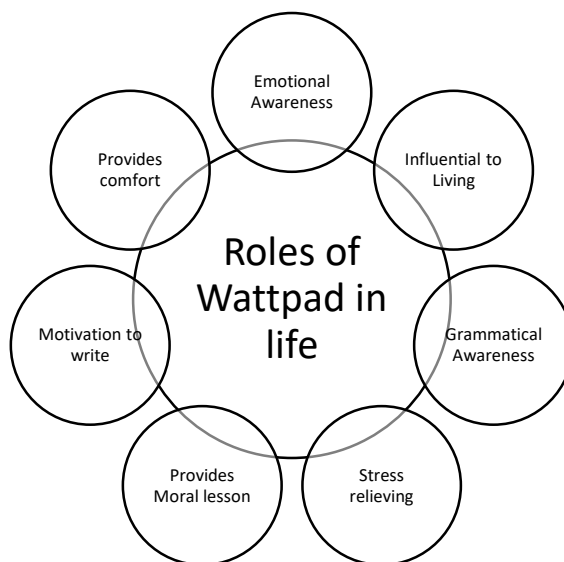 Emotional
Awareness
Provides
comfort
Influential to
Living
Roles of
Wattpad in
life
Motivation to
write
Grammatical
Awareness
Provides
Moral lesson
Stress
relieving